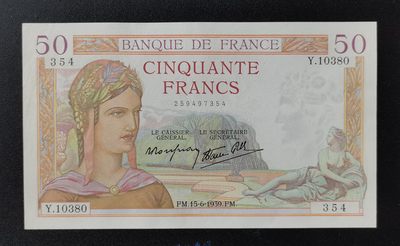 50 BANQUE DE FRANCE 50
354 Y.10380
CINQUANTE
FRANCS
259497354
LE CAISSIER GÉNÉRAL, LE SECRÉTAIRE GÉNÉRAL,
Y.10380 354
PM.15-6-1939.PM.